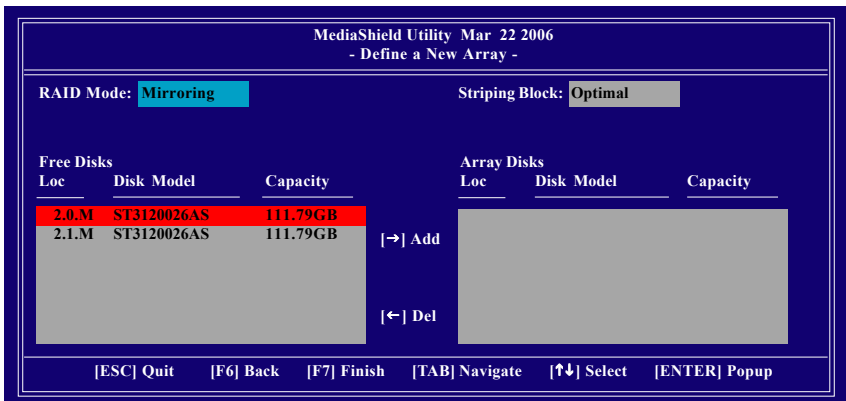 MediaShield Utility Mar 22 2006
- Define a New Array -
RAID Mode: Mirroring Striping Block: Optimal
Free Disks Array Disks
Loc Disk Model Capacity Loc Disk Model Capacity
2.0.M ST3120026AS 111.79GB
2.1.M ST3120026AS 111.79GB
[→] Add
[←] Del
[ESC] Quit [F6] Back [F7] Finish [TAB] Navigate [↑↓] Select [ENTER] Popup